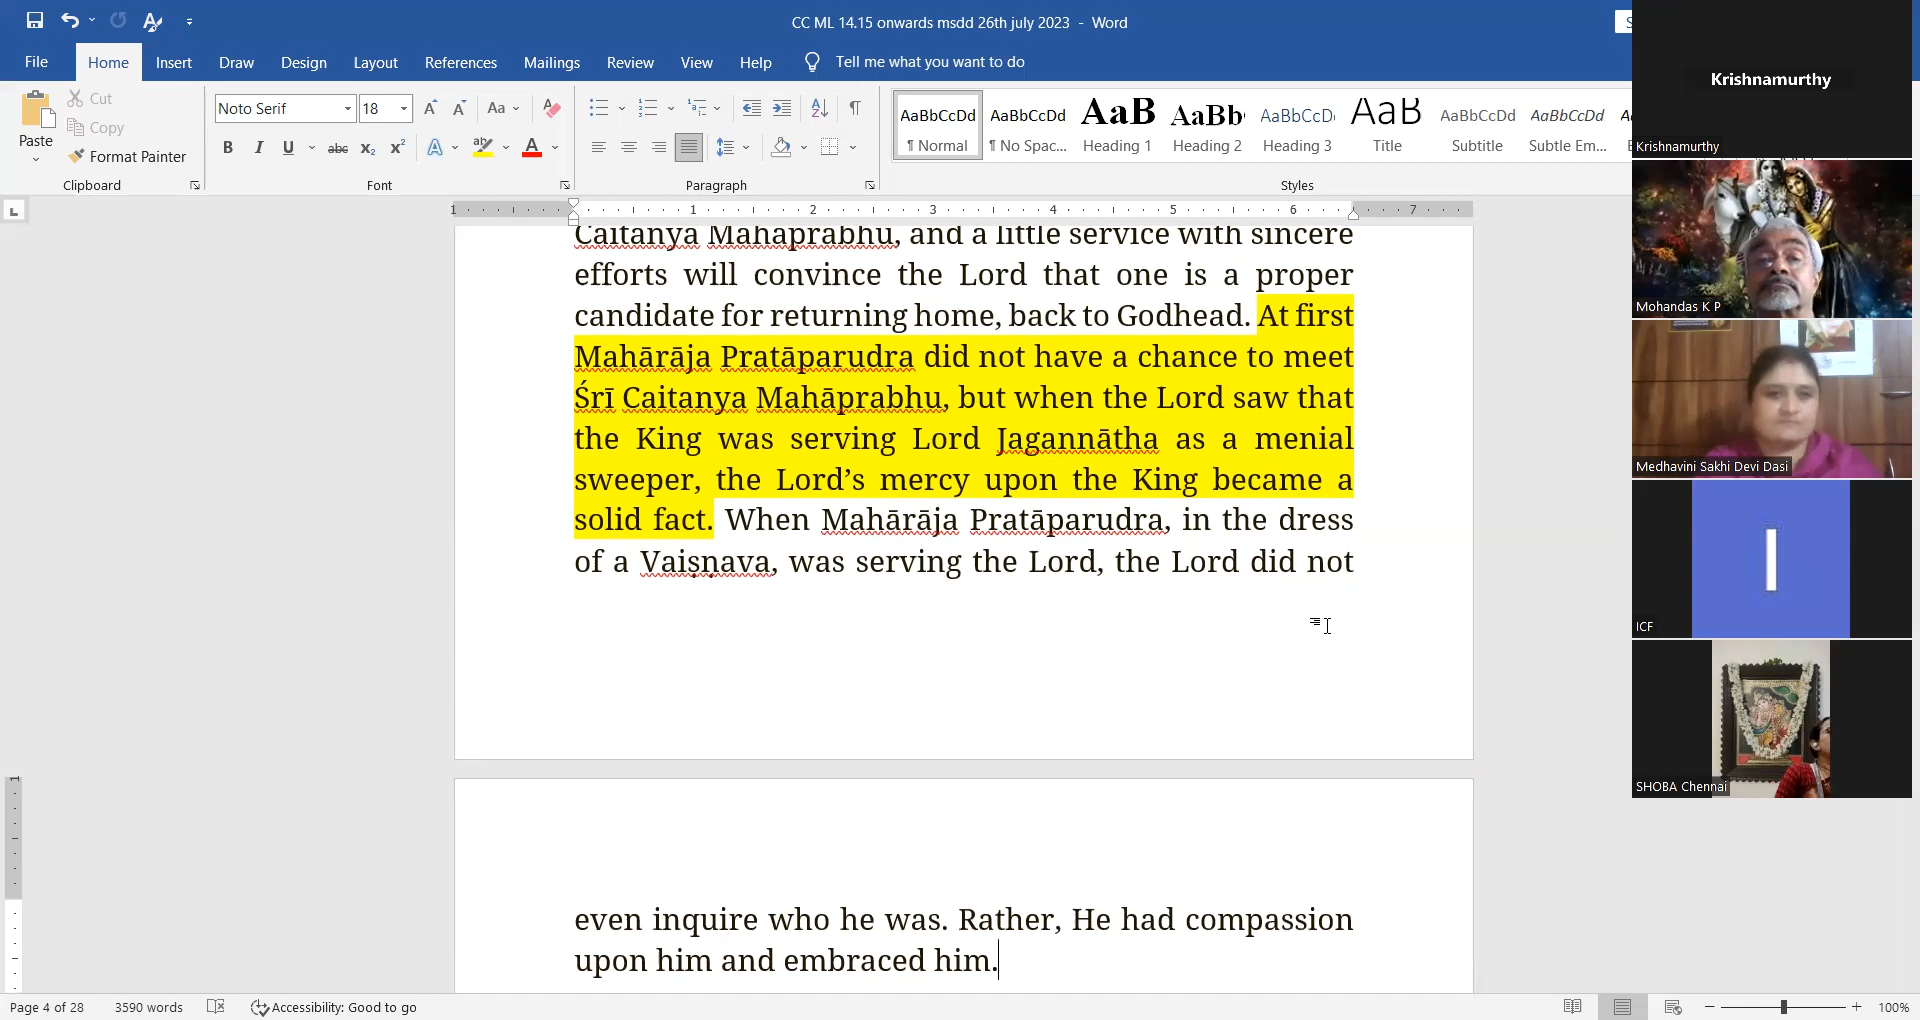 CC ML 14.15 onwards msdd 26th july 2023 - Word
File Home Insert Draw Design Layout References Mailings Review View Help Tell me what you want to do
Paste
Cut
Copy
Format Painter
Clipboard
Noto Serif 18
Font
Paragraph
AaBbCcDd ¶ Normal
AaBbCcDd ¶ No Spac...
AaB Heading 1
AaBb Heading 2
AaBbCcD Heading 3
AaB Title
AaBbCcDd Subtitle
AaBbCcDd Subtle Em...
Styles
1 1 2 3 4 5 6 7
Caitanya Mahāprabhu, and a little service with sincere
efforts will convince the Lord that one is a proper
candidate for returning home, back to Godhead. At first
Mahārāja Pratāparudra did not have a chance to meet
Śrī Caitanya Mahāprabhu, but when the Lord saw that
the King was serving Lord Jagannātha as a menial
sweeper, the Lord’s mercy upon the King became a
solid fact. When Mahārāja Pratāparudra, in the dress
of a Vaiṣṇava, was serving the Lord, the Lord did not
even inquire who he was. Rather, He had compassion
upon him and embraced him.
Page 4 of 28 3590 words Accessibility: Good to go 100%
Krishnamurthy
Krishnamurthy
Mohandas K P
Medhavini Sakhi Devi Dasi
I
ICF
SHOBA Chennai